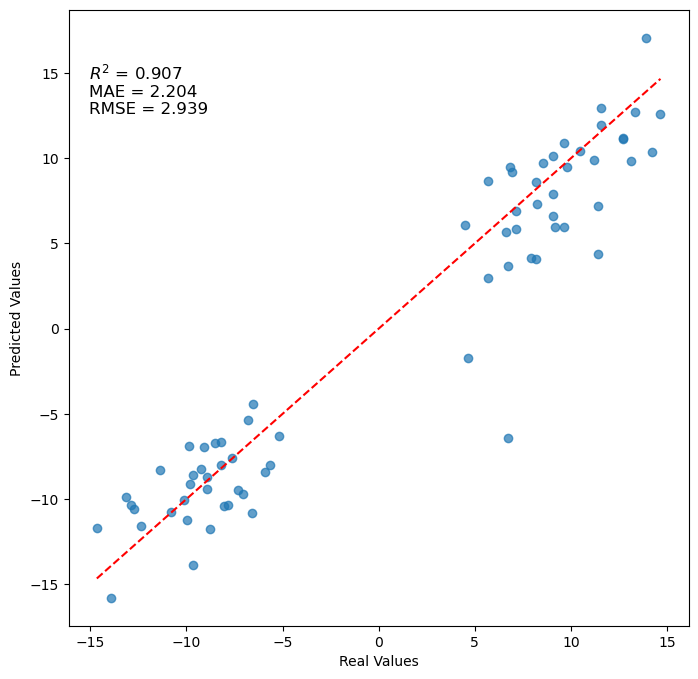 R² = 0.907
MAE = 2.204
RMSE = 2.939
Predicted Values
15
10
5
0
−5
−10
−15
−15
−10
−5
0
5
10
15
Real Values